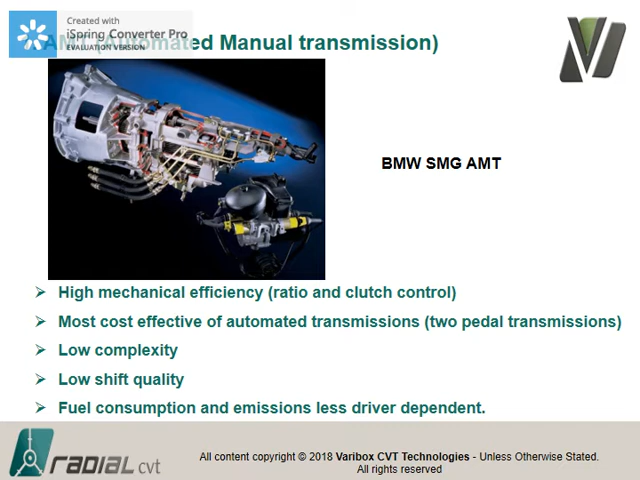 Created with
iSpring Converter Pro
EVALUATION VERSION
AMT (Automated Manual transmission)
BMW SMG AMT
➢ High mechanical efficiency (ratio and clutch control)
➢ Most cost effective of automated transmissions (two pedal transmissions)
➢ Low complexity
➢ Low shift quality
➢ Fuel consumption and emissions less driver dependent.
RADIAL cvt
All content copyright © 2018 Varibox CVT Technologies - Unless Otherwise Stated.
All rights reserved